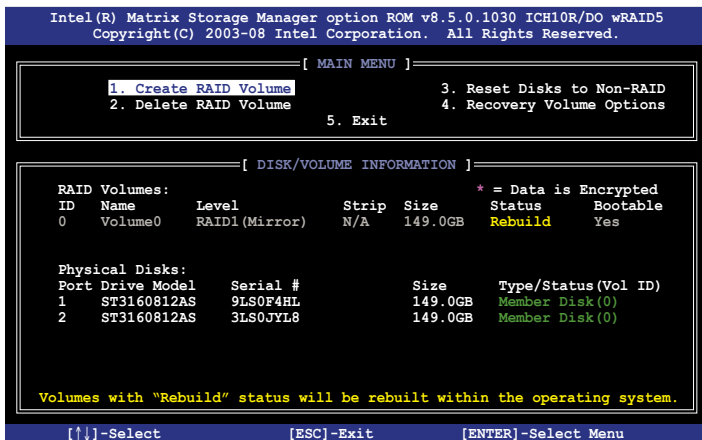 Intel(R) Matrix Storage Manager option ROM v8.5.0.1030 ICH10R/DO wRAID5
Copyright(C) 2003-08 Intel Corporation. All Rights Reserved.
[ MAIN MENU ]
1. Create RAID Volume 3. Reset Disks to Non-RAID
2. Delete RAID Volume 4. Recovery Volume Options
5. Exit
[ DISK/VOLUME INFORMATION ]
RAID Volumes: * = Data is Encrypted
ID Name Level Strip Size Status Bootable
0 Volume0 RAID1(Mirror) N/A 149.0GB Rebuild Yes
Physical Disks:
Port Drive Model Serial # Size Type/Status(Vol ID)
1 ST3160812AS 9LS0F4HL 149.0GB Member Disk(0)
2 ST3160812AS 3LS0JYL8 149.0GB Member Disk(0)
Volumes with “Rebuild” status will be rebuilt within the operating system.
[↑↓]-Select [ESC]-Exit [ENTER]-Select Menu